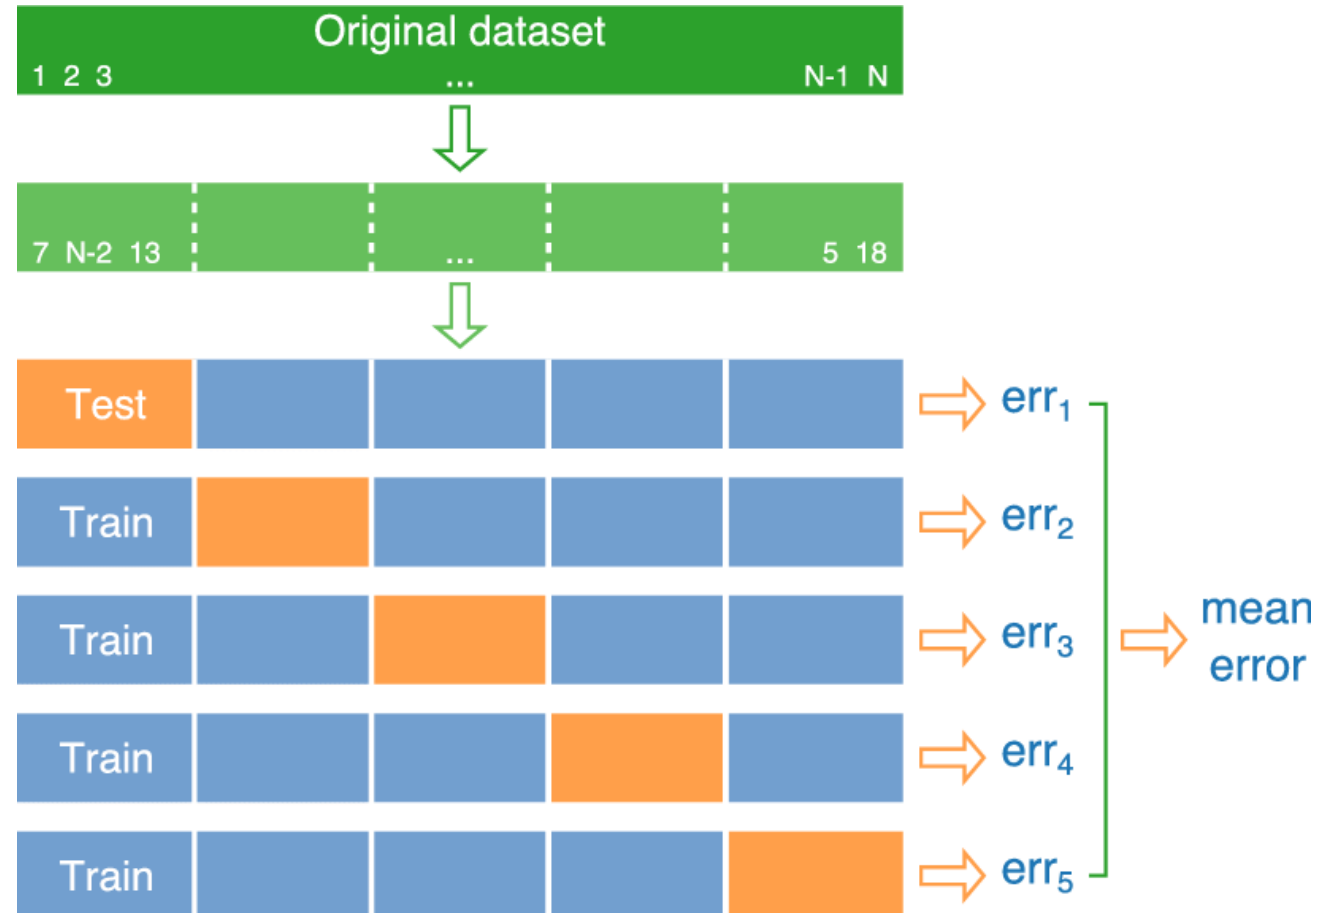 Original dataset
1 2 3 ... N-1 N
7 N-2 13 ... 5 18
Test err1
Train err2
Train err3
Train err4
Train err5
mean
error